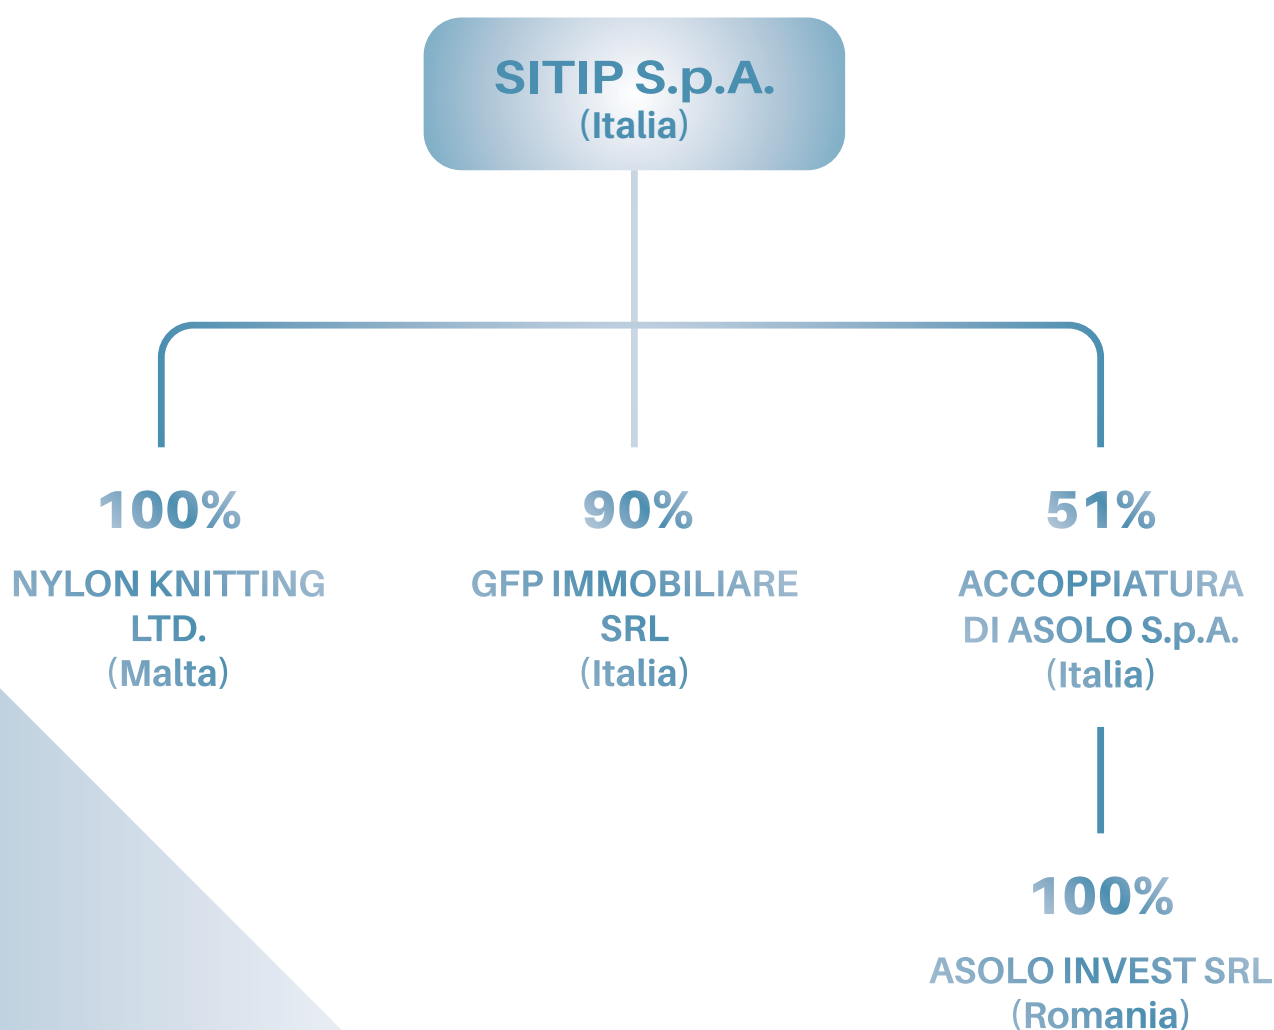 SITIP S.p.A.
(Italia)
100%
NYLON KNITTING
LTD.
(Malta)
90%
GFP IMMOBILIARE
SRL
(Italia)
51%
ACCOPPIATURA
DI ASOLO S.p.A.
(Italia)
100%
ASOLO INVEST SRL
(Romania)